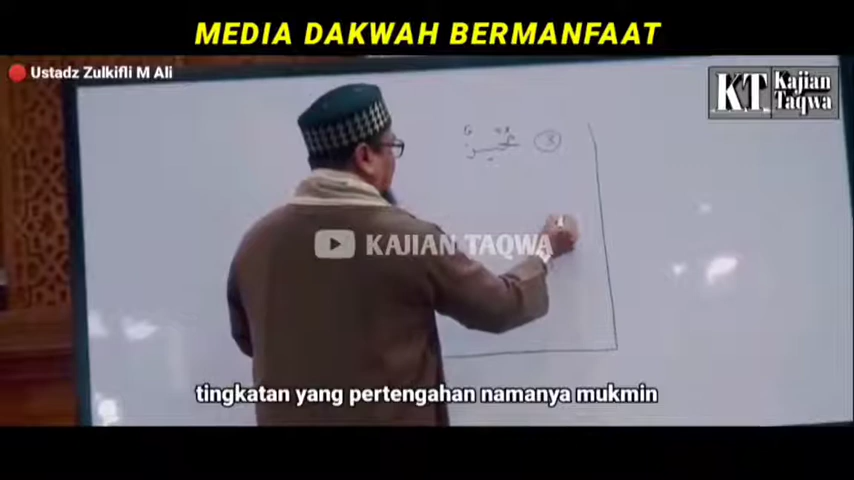 MEDIA DAKWAH BERMANFAAT
Ustadz Zulkifli M Ali
KT Kajian Taqwa
KAJIAN TAQWA
tingkatan yang pertengahan namanya mukmin